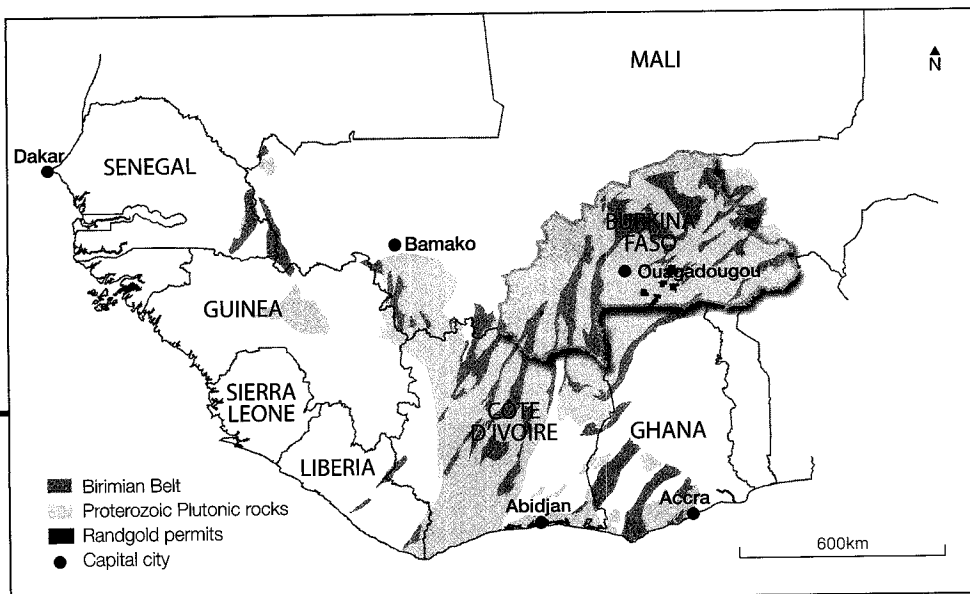 MALI
N
Dakar
SENEGAL
BURKINA
FASO
Bamako
Ouagadougou
GUINEA
SIERRA
LEONE
CÔTE
D'IVOIRE
GHANA
LIBERIA
Birimian Belt
Proterozoic Plutonic rocks
Randgold permits
Capital city
Abidjan
Accra
600km